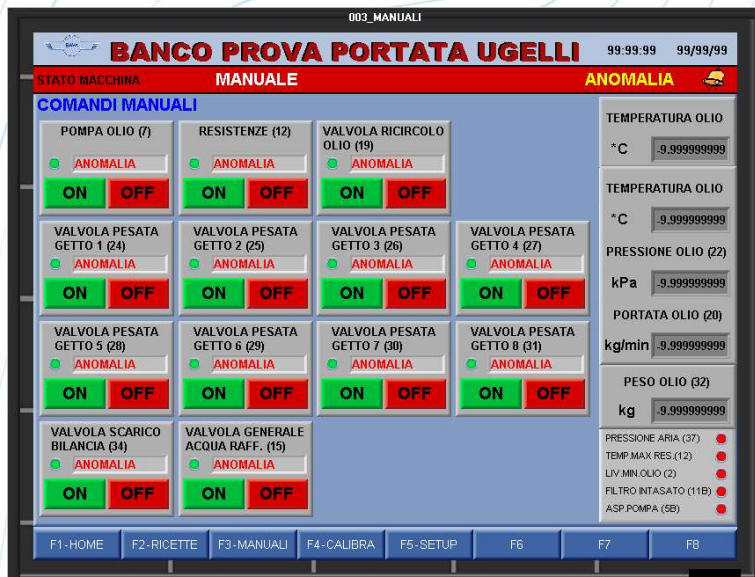 003_MANUALI
BANCO PROVA PORTATA UGELLI
99:99:99 99/99/99
STATO MACCHINA MANUALE ANOMALIA
COMANDI MANUALI
POMPA OLIO (7)
ANOMALIA
ON OFF
RESISTENZE (12)
ANOMALIA
ON OFF
VALVOLA RICIRCOLO
OLIO (19)
ANOMALIA
ON OFF
VALVOLA PESATA
GETTO 1 (24)
ANOMALIA
ON OFF
VALVOLA PESATA
GETTO 2 (25)
ANOMALIA
ON OFF
VALVOLA PESATA
GETTO 3 (26)
ANOMALIA
ON OFF
VALVOLA PESATA
GETTO 4 (27)
ANOMALIA
ON OFF
VALVOLA PESATA
GETTO 5 (28)
ANOMALIA
ON OFF
VALVOLA PESATA
GETTO 6 (29)
ANOMALIA
ON OFF
VALVOLA PESATA
GETTO 7 (30)
ANOMALIA
ON OFF
VALVOLA PESATA
GETTO 8 (31)
ANOMALIA
ON OFF
VALVOLA SCARICO
BILANCIA (34)
ANOMALIA
ON OFF
VALVOLA GENERALE
ACQUA RAFF. (15)
ANOMALIA
ON OFF
TEMPERATURA OLIO
°C -9.999999999
TEMPERATURA OLIO
°C -9.999999999
PRESSIONE OLIO (22)
kPa -9.999999999
PORTATA OLIO (20)
kg/min -9.999999999
PESO OLIO (32)
kg -9.999999999
PRESSIONE ARIA (37)
TEMP.MAX RES.(12)
LIV.MIN.OLIO (2)
FILTRO INTASATO (11B)
ASP.POMPA (5B)
F1-HOME F2-RICETTE F3-MANUALI F4-CALIBRA F5-SETUP F6 F7 F8